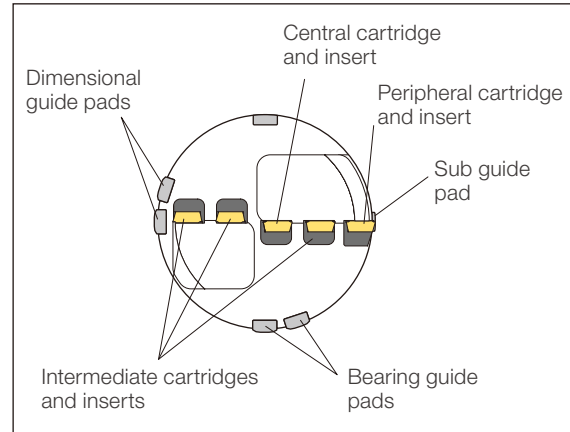 Central cartridge
and insert
Dimensional
guide pads
Peripheral cartridge
and insert
Sub guide
pad
Intermediate cartridges
and inserts
Bearing guide
pads